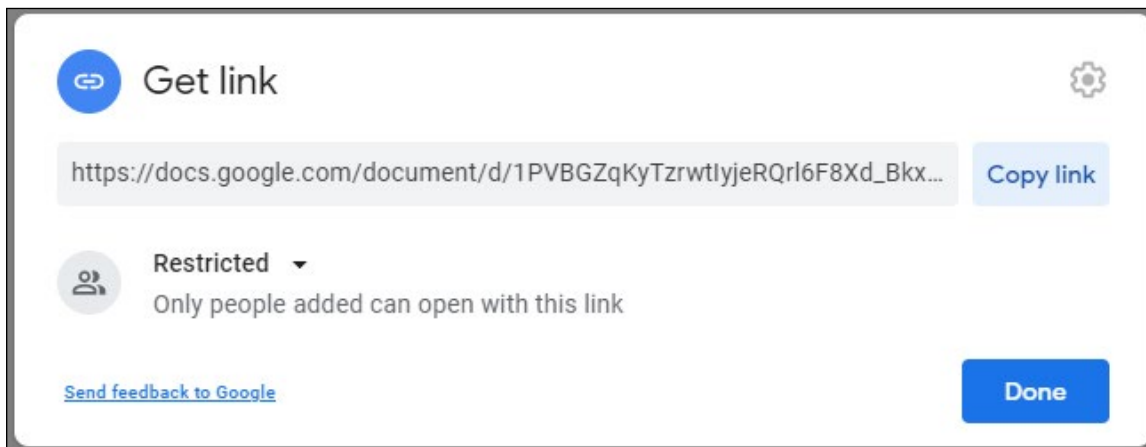 Get link
https://docs.google.com/document/d/1PVBGZqKyTzrwtIyjeRQrl6F8Xd_Bkx...
Copy link
Restricted
Only people added can open with this link
Send feedback to Google
Done